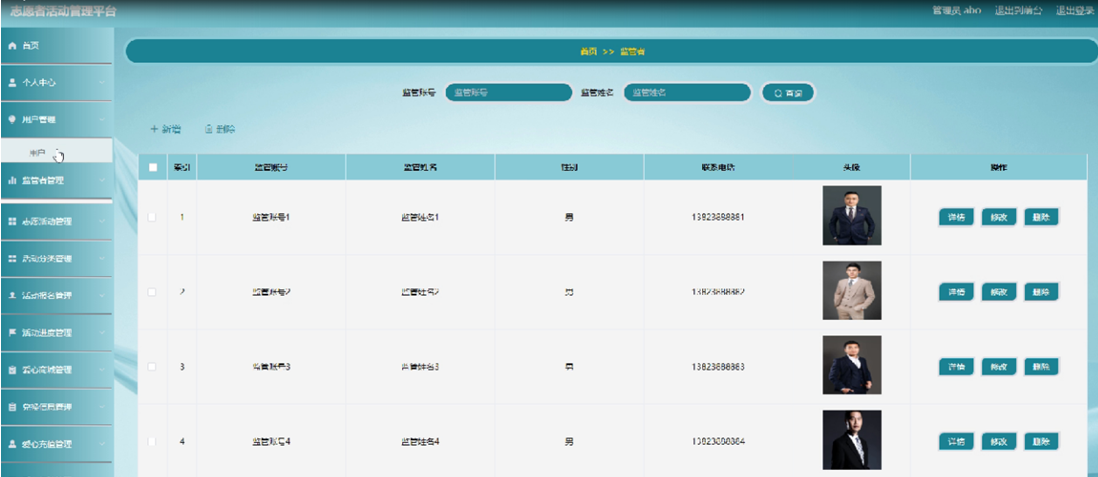 志愿者活动管理平台
管理员 abo 退出到前台 退出登录
首页
首页 >> 监管者
个人中心
监管账号 监管账号 监管姓名 监管姓名 查询
用户管理
+ 新增 删除
用户
索引 监管账号 监管姓名 性别 联系电话 头像 操作
监管者管理
1 监管账号1 监管姓名1 男 13823888881 详情 修改 删除
志愿活动管理
活动分类管理
活动报名管理
2 监管账号2 监管姓名2 男 13823888882 详情 修改 删除
活动进度管理
爱心商城管理
3 监管账号3 监管姓名3 男 13823888883 详情 修改 删除
兑换信息管理
爱心充值管理
4 监管账号4 监管姓名4 男 13823888884 详情 修改 删除